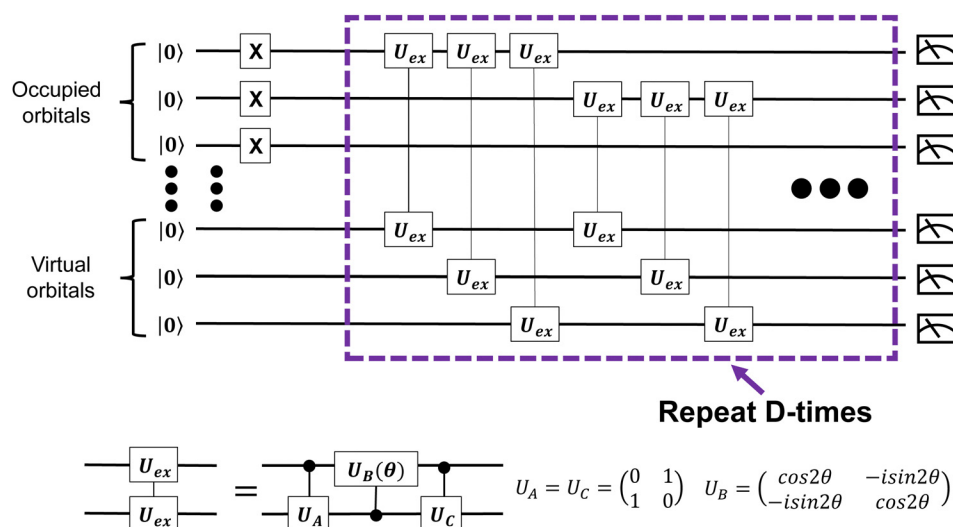 |0⟩ X U_ex U_ex U_ex
Occupied orbitals
|0⟩ X U_ex U_ex U_ex
|0⟩ X
|0⟩ U_ex U_ex
Virtual orbitals
|0⟩ U_ex U_ex
|0⟩ U_ex U_ex
Repeat D-times
U_ex = U_B(θ)
U_ex U_A U_C
U_A = U_C = (0 1
1 0)
U_B = (cos2θ −isin2θ
−isin2θ cos2θ)